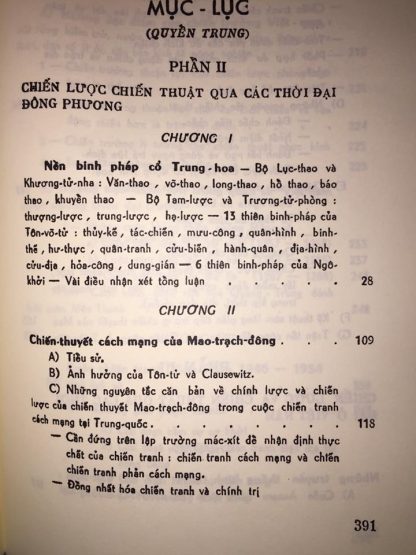 MỤC - LỤC
(QUYỂN TRUNG)
PHẦN II
CHIẾN LƯỢC CHIẾN THUẬT QUA CÁC THỜI ĐẠI
ĐÔNG PHƯƠNG
CHƯƠNG I
Nền binh pháp cổ Trung-hoa — Bộ Lục-thao và
Khương-tử-nha : Văn-thao , võ-thao , long-thao , hổ thao , báo
thao , khuyển thao — Bộ Tam-lược và Trương-tử-phòng :
thượng-lược , trung-lược , hạ-lược — 13 thiên binh-pháp của
Tôn-võ-tử : thủy-kế , tác-chiến , mưu-công , quân-hình , binh-
thế , hư-thực , quân-tranh , cửu-biến , hành-quân , địa-hình ,
cửu-địa , hỏa-công , dung-gián — 6 thiên binh-pháp của Ngô-
khởi — Vài điều nhận xét tổng luận . . . . . 28
CHƯƠNG II
Chiến-thuyết cách mạng của Mao-trạch-đông . . . 109
A) Tiểu sử.
B) Ảnh hưởng của Tôn-tử và Clausewitz.
C) Những nguyên tắc căn bản về chính lược và chiến
lược của chiến thuyết Mao-trạch-đông trong cuộc chiến tranh
cách mạng tại Trung-quốc. . . . . . . . 118
— Cần đứng trên lập trường mác-xít để nhận định thực
chất của chiến tranh : chiến tranh cách mạng và chiến
chiến tranh phản cách mạng.
— Đồng nhất hóa chiến tranh và chính trị
391